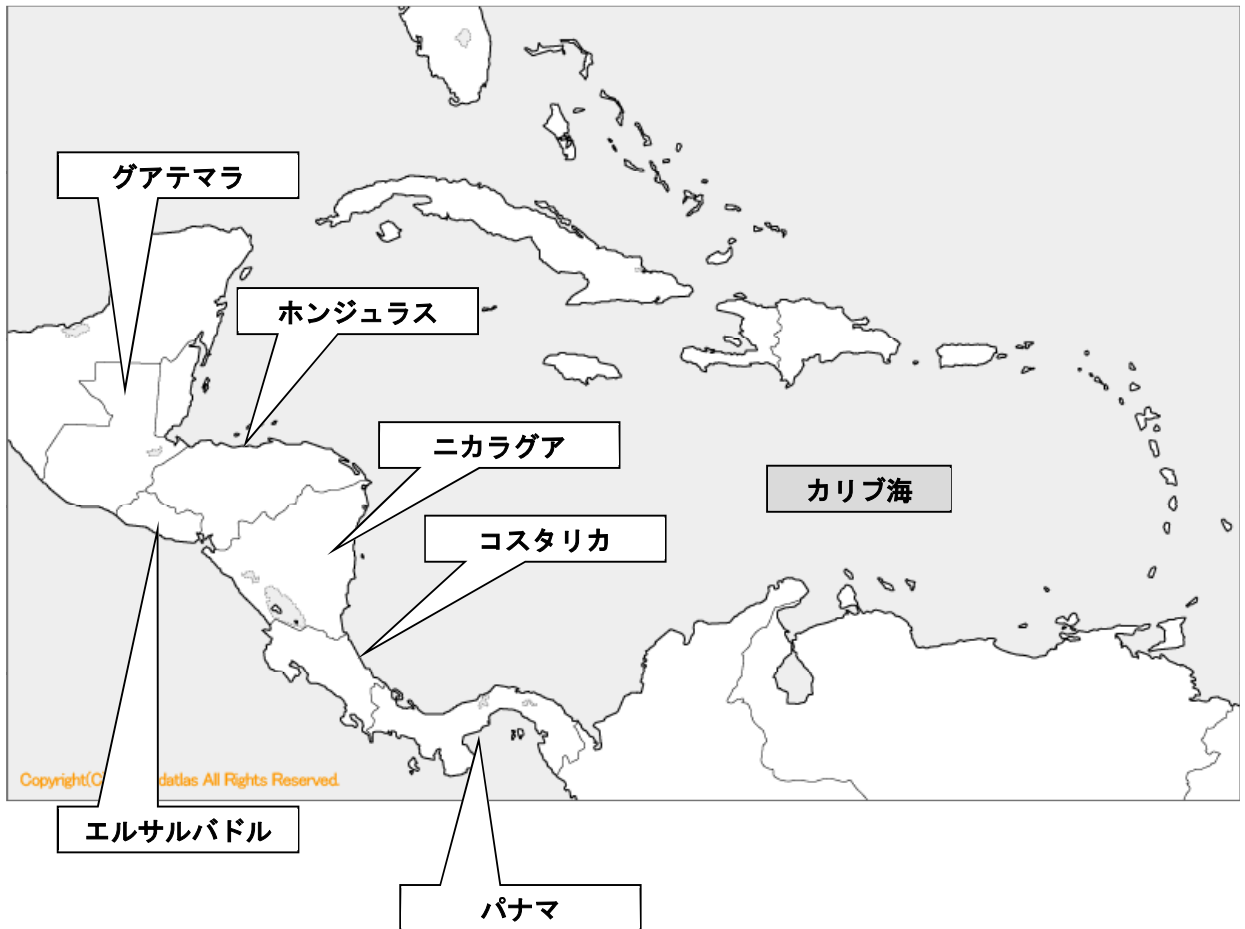 グアテマラ
ホンジュラス
ニカラグア
カリブ海
コスタリカ
Copyright(C datlas All Rights Reserved.
エルサルバドル
パナマ